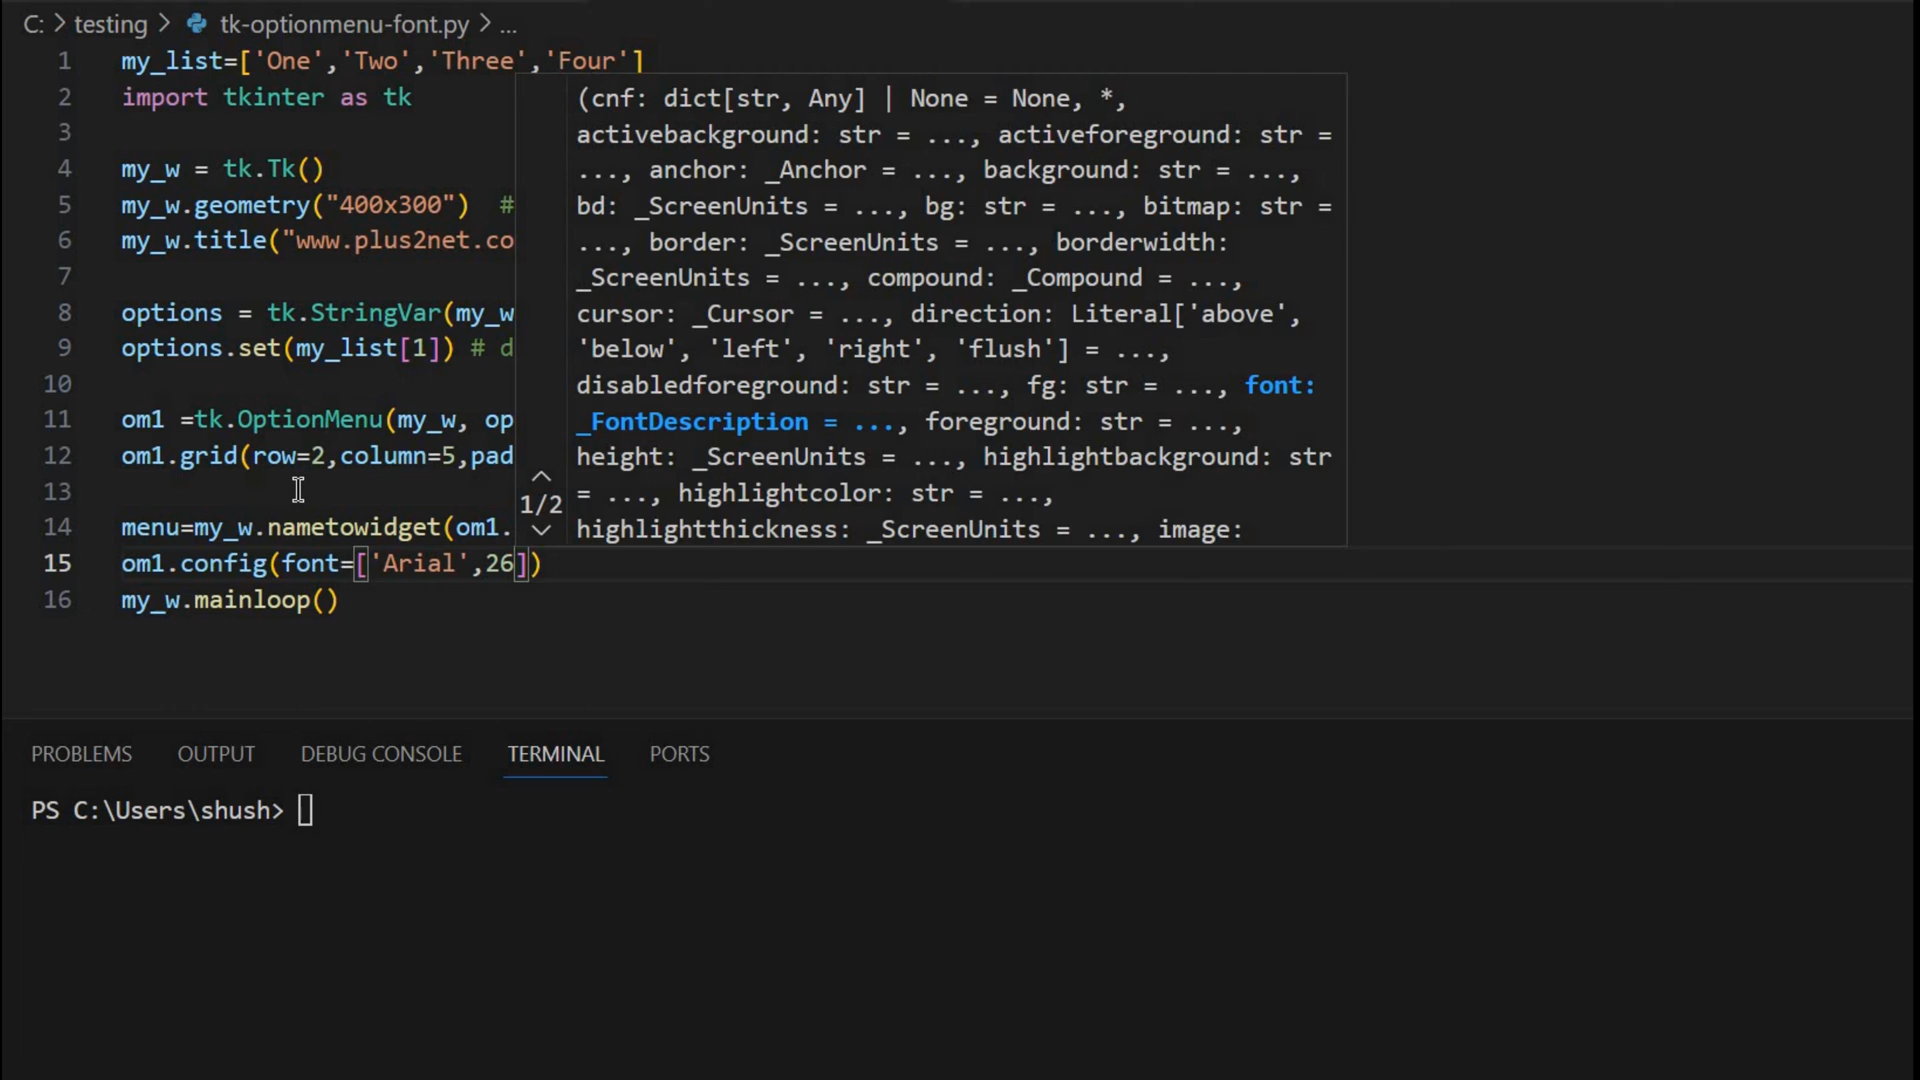 C: > testing > tk-optionmenu-font.py > ...
1 my_list=['One','Two','Three','Four']
2 import tkinter as tk
3
4 my_w = tk.Tk()
5 my_w.geometry("400x300")  #
6 my_w.title("www.plus2net.co
7
8 options = tk.StringVar(my_w
9 options.set(my_list[1]) # d
10
11 om1 =tk.OptionMenu(my_w, op
12 om1.grid(row=2,column=5,pad
13
14 menu=my_w.nametowidget(om1.
15 om1.config(font=['Arial',26])
16 my_w.mainloop()
(cnf: dict[str, Any] | None = None, *,
activebackground: str = ..., activeforeground: str =
..., anchor: _Anchor = ..., background: str = ...,
bd: _ScreenUnits = ..., bg: str = ..., bitmap: str =
..., border: _ScreenUnits = ..., borderwidth:
_ScreenUnits = ..., compound: _Compound = ...,
cursor: _Cursor = ..., direction: Literal['above',
'below', 'left', 'right', 'flush'] = ...,
disabledforeground: str = ..., fg: str = ..., font:
_FontDescription = ..., foreground: str = ...,
height: _ScreenUnits = ..., highlightbackground: str
= ..., highlightcolor: str = ...,
highlightthickness: _ScreenUnits = ..., image:
1/2
PROBLEMS OUTPUT DEBUG CONSOLE TERMINAL PORTS
PS C:\Users\shush>